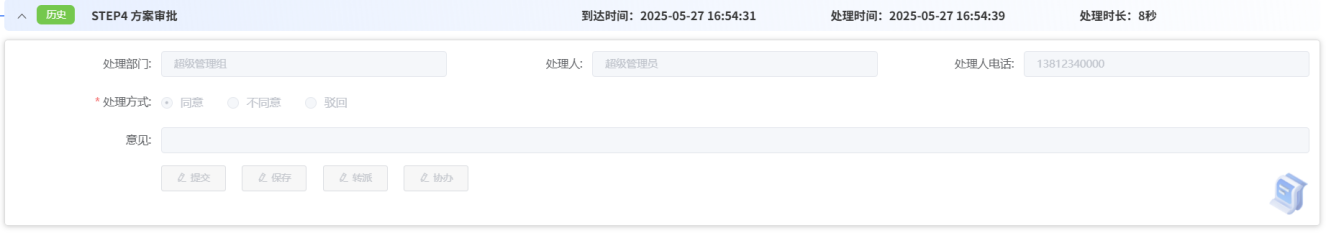 历史 STEP4 方案审批 到达时间：2025-05-27 16:54:31 处理时间：2025-05-27 16:54:39 处理时长：8秒
处理部门: 超级管理组 处理人: 超级管理员 处理人电话: 13812340000
* 处理方式: 同意 不同意 驳回
意见:
提交 保存 转派 协办